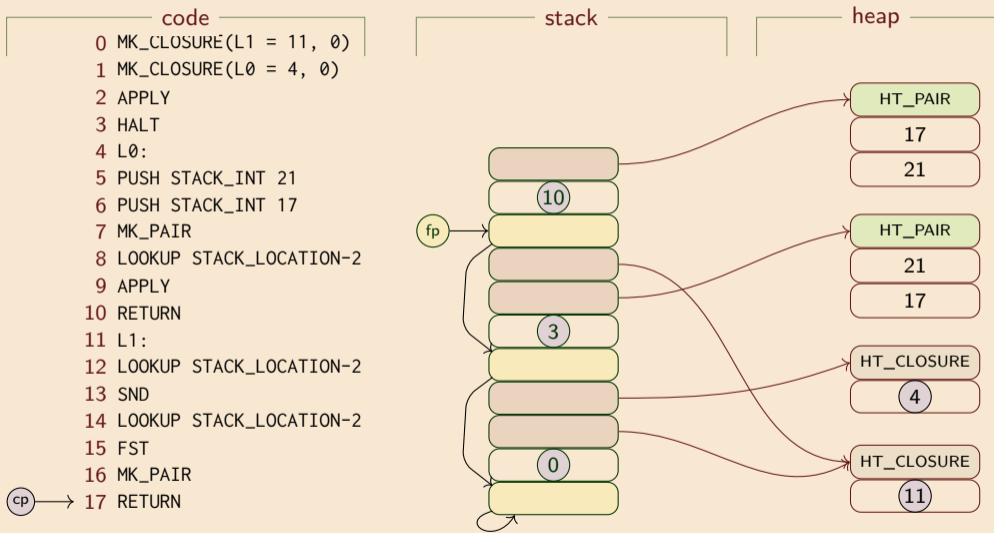 code
stack
heap
0 MK_CLOSURE(L1 = 11, 0)
1 MK_CLOSURE(L0 = 4, 0)
2 APPLY
3 HALT
4 L0:
5 PUSH STACK_INT 21
6 PUSH STACK_INT 17
7 MK_PAIR
8 LOOKUP STACK_LOCATION-2
9 APPLY
10 RETURN
11 L1:
12 LOOKUP STACK_LOCATION-2
13 SND
14 LOOKUP STACK_LOCATION-2
15 FST
16 MK_PAIR
cp 17 RETURN
10
fp
3
0
HT_PAIR
17
21
HT_PAIR
21
17
HT_CLOSURE
4
HT_CLOSURE
11